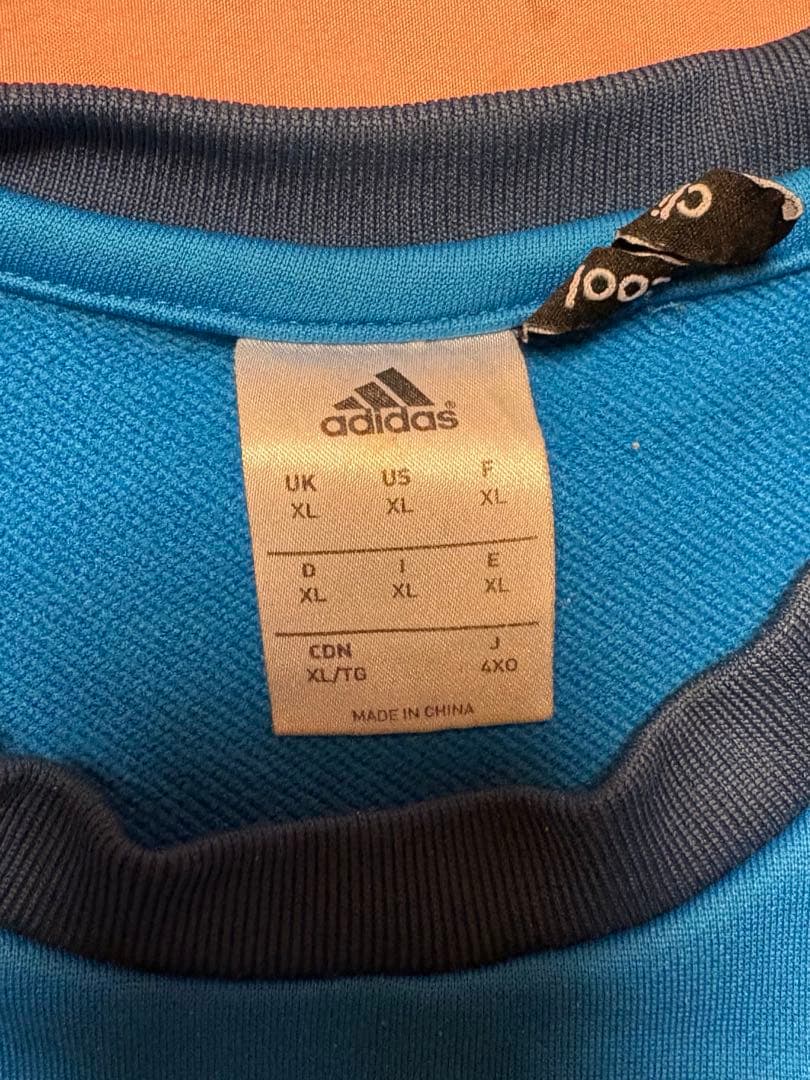 adidas®
UK US F
XL XL XL
D I E
XL XL XL
CDN J
XL/TG 4XO
MADE IN CHINA